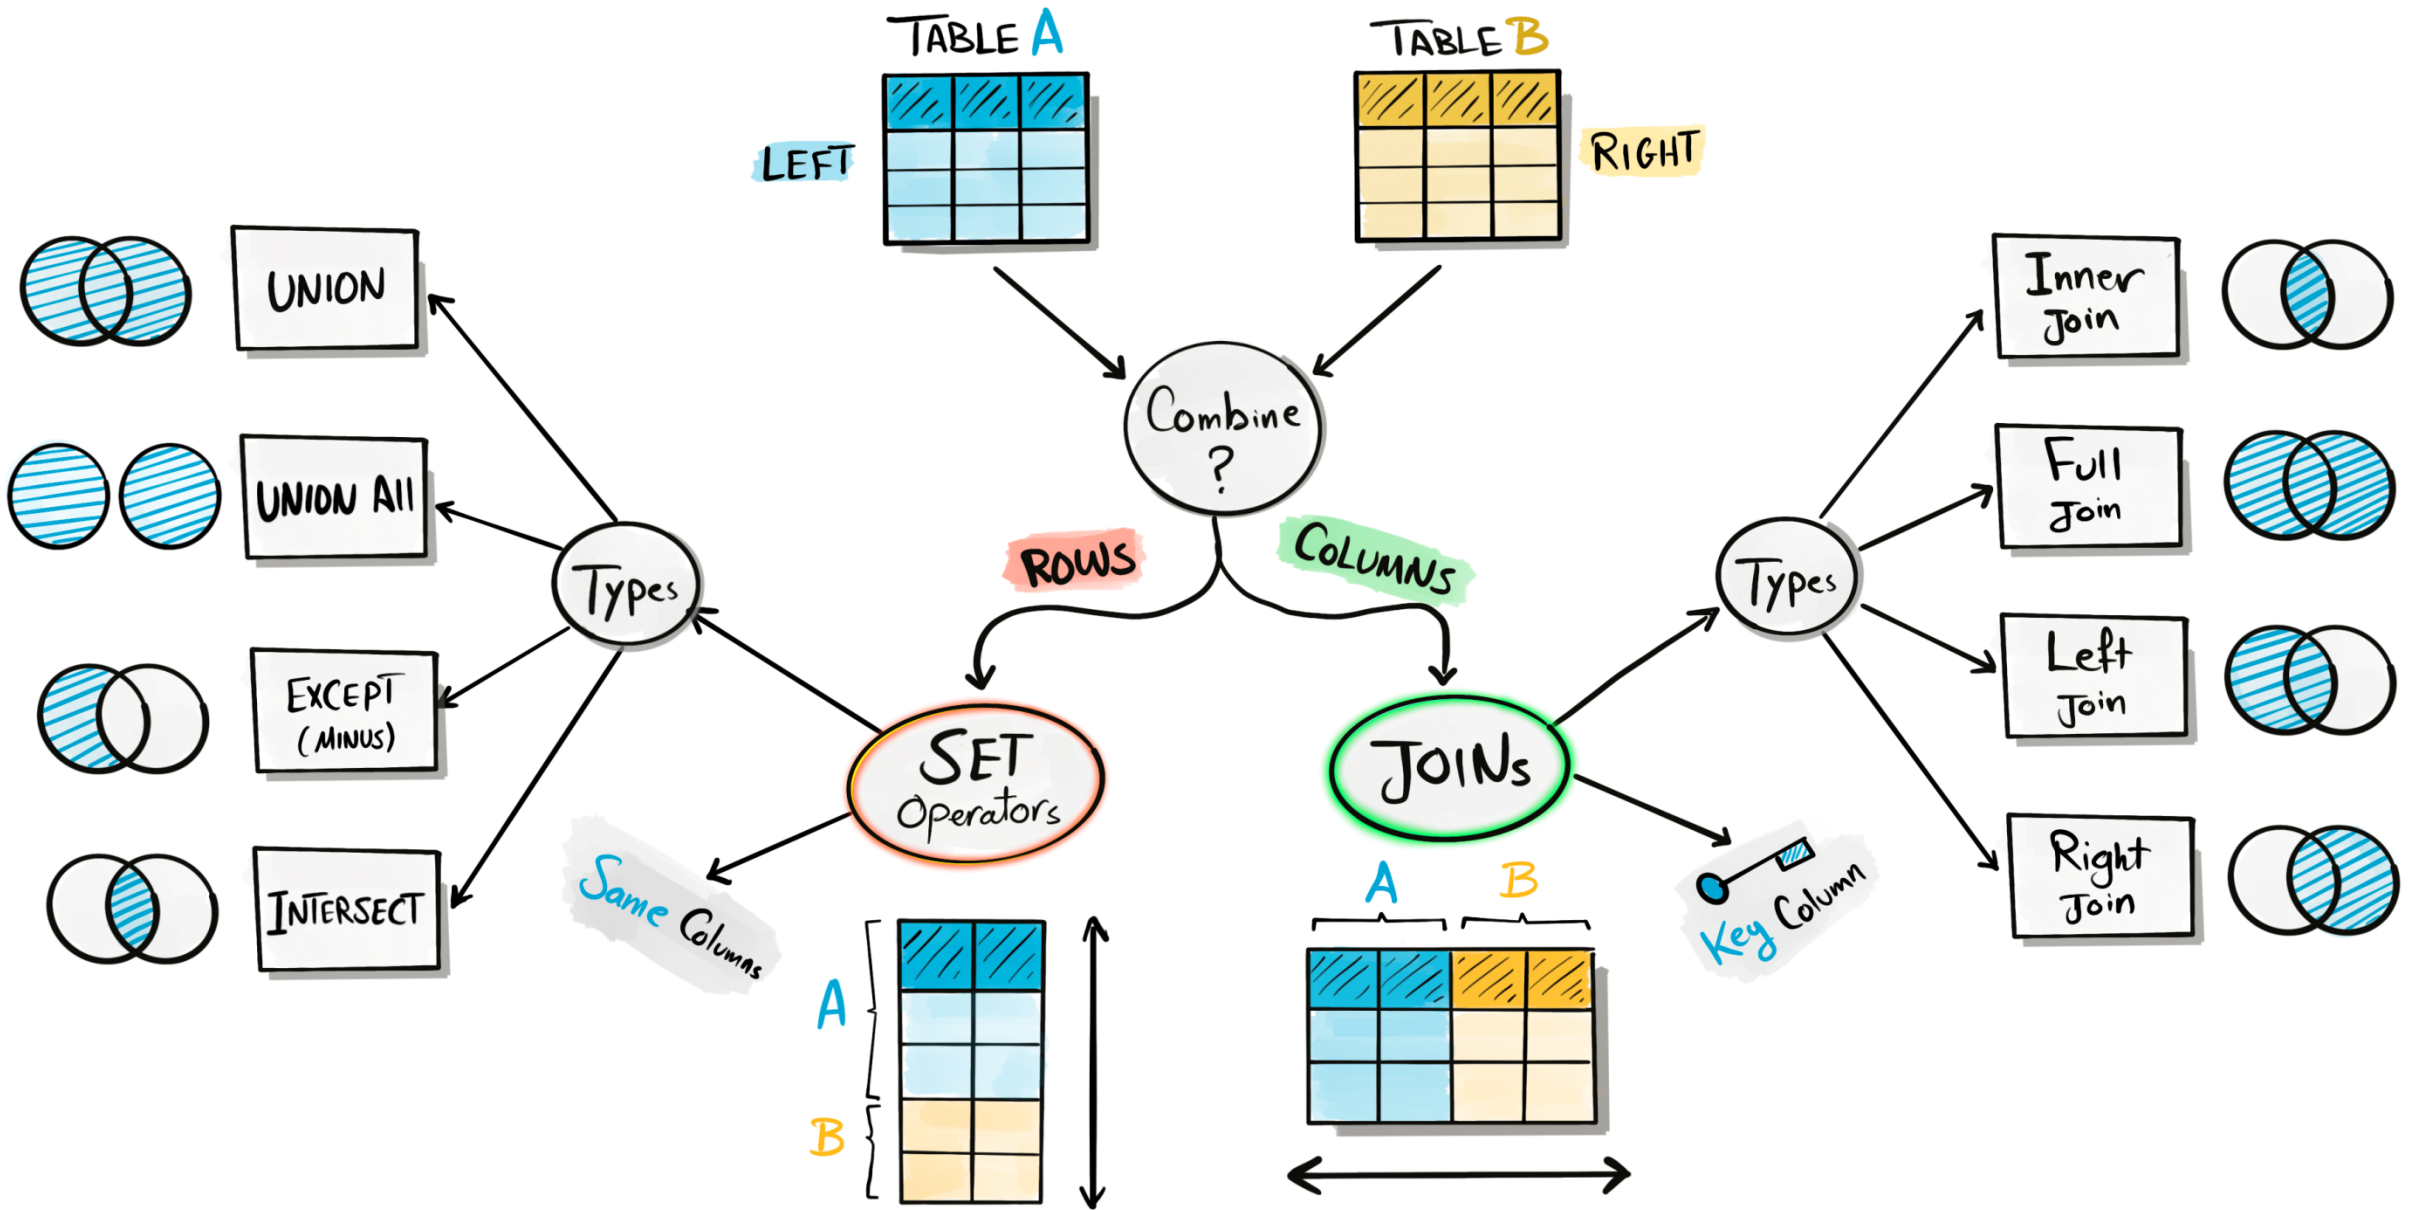 TABLE A
TABLE B
LEFT
RIGHT
UNION
Inner
Join
Combine
?
UNION All
Full
Join
ROWS
COLUMNS
Types
Types
EXCEPT
(MINUS)
Left
Join
SET
Operators
JOINs
INTERSECT
Same Columns
Key Column
Right
Join
A
B
A
B